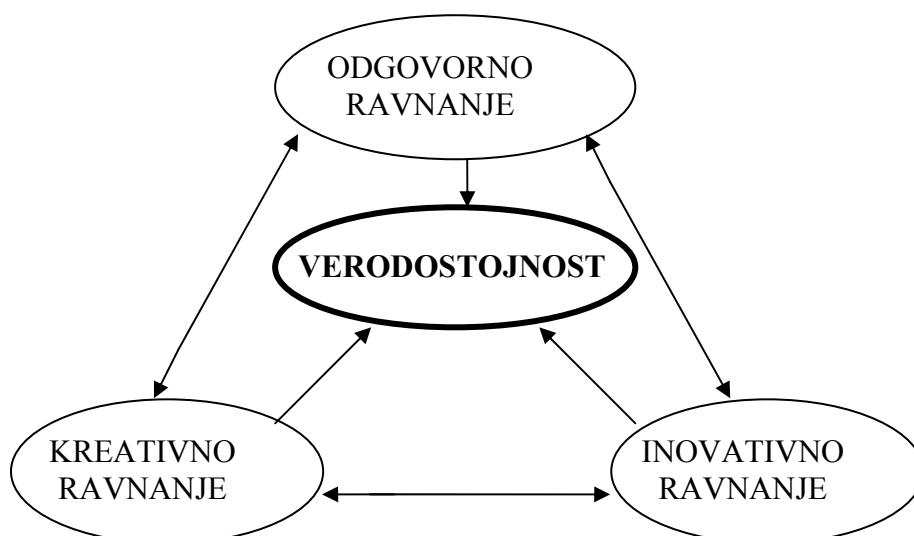 ODGOVORNO
RAVNANJE
VERODOSTOJNOST
KREATIVNO
RAVNANJE
INOVATIVNO
RAVNANJE